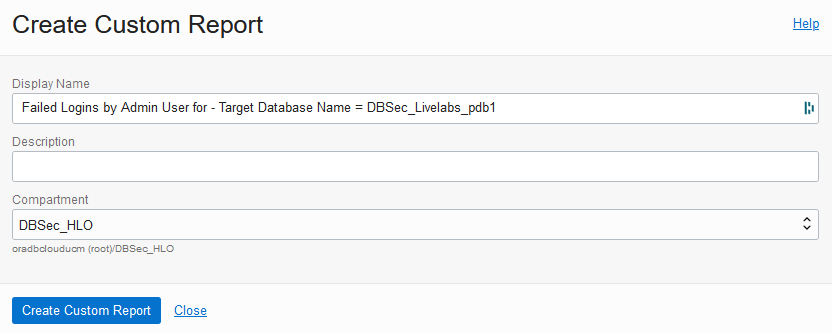 Create Custom Report
Help
Display Name
Failed Logins by Admin User for - Target Database Name = DBSec_Livelabs_pdb1
Description
Compartment
DBSec_HLO
oradbclouducm (root)/DBSec_HLO
Create Custom Report
Close